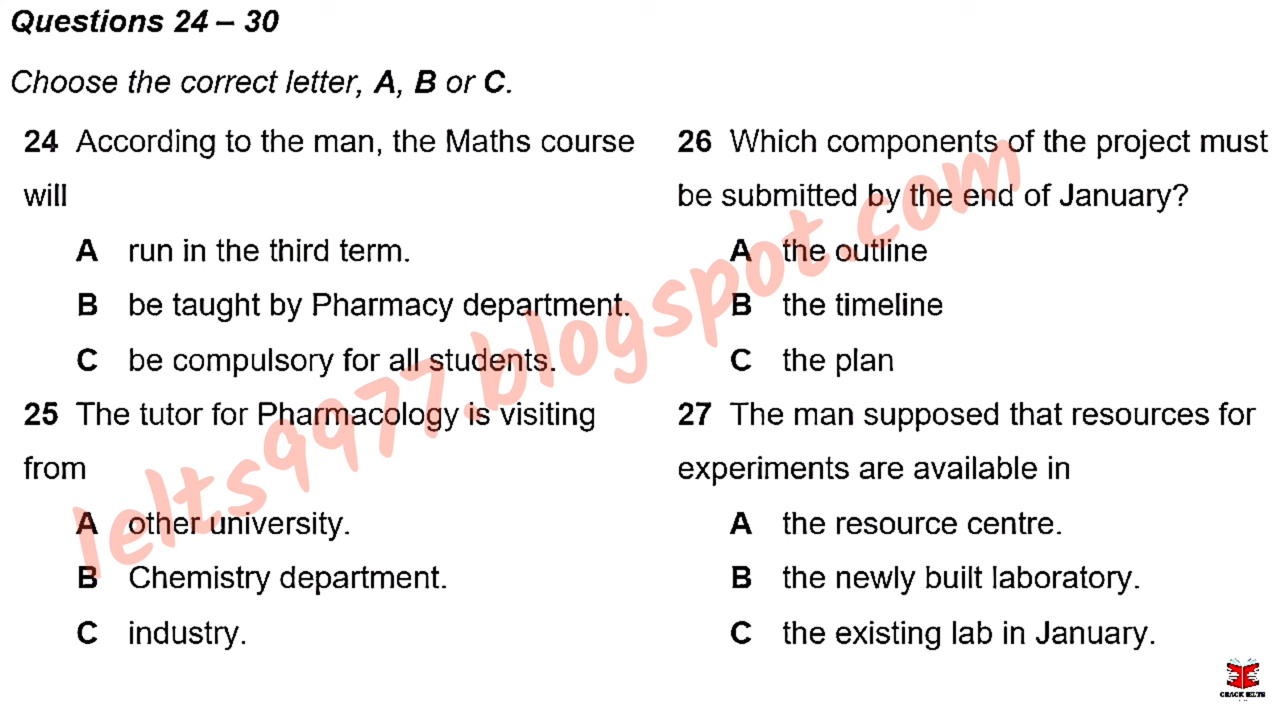 Questions 24 – 30
Choose the correct letter, A, B or C.
24 According to the man, the Maths course
will
A run in the third term.
B be taught by Pharmacy department.
C be compulsory for all students.
25 The tutor for Pharmacology is visiting
from
A other university.
B Chemistry department.
C industry.
26 Which components of the project must
be submitted by the end of January?
A the outline
B the timeline
C the plan
27 The man supposed that resources for
experiments are available in
A the resource centre.
B the newly built laboratory.
C the existing lab in January.
Ielts9977.blogspot.com
CRACK IELTS